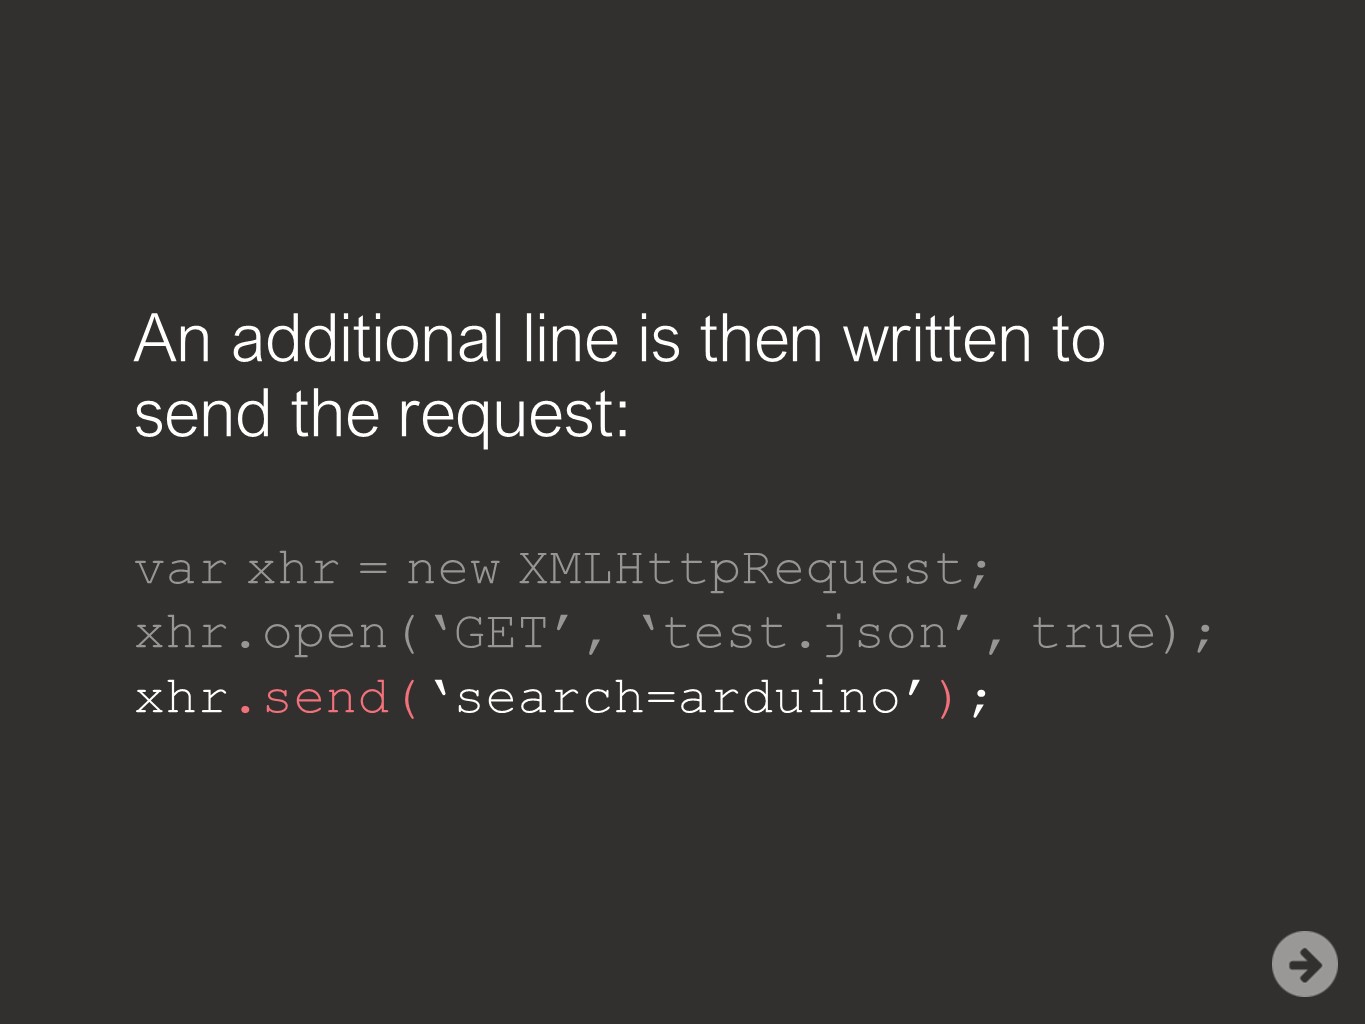 An additional line is then written to
send the request:
var xhr = new XMLHttpRequest;
xhr.open(‘GET’, ‘test.json’, true);
xhr.send(‘search=arduino’);